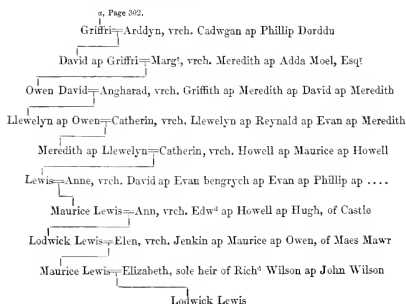 a, Page 302.
Griffri=Arddyn, vrch. Cadwgan ap Phillip Dorddu
David ap Griffri=Margt, vrch. Meredith ap Adda Moel, Esqr
Owen David=Angharad, vrch. Griffith ap Meredith ap David ap Meredith
Llewelyn ap Owen=Catherin, vrch. Llewelyn ap Reynald ap Evan ap Meredith
Meredith ap Llewelyn=Catherin, vrch. Howell ap Maurice ap Howell
Lewis=Anne, vrch. David ap Evan bengrych ap Evan ap Phillip ap ....
Maurice Lewis=Ann, vrch. Edwd ap Howell ap Hugh, of Castle
Lodwick Lewis=Elen, vrch. Jenkin ap Maurice ap Owen, of Maes Mawr
Maurice Lewis=Elizabeth, sole heir of Richd Wilson ap John Wilson
Lodwick Lewis